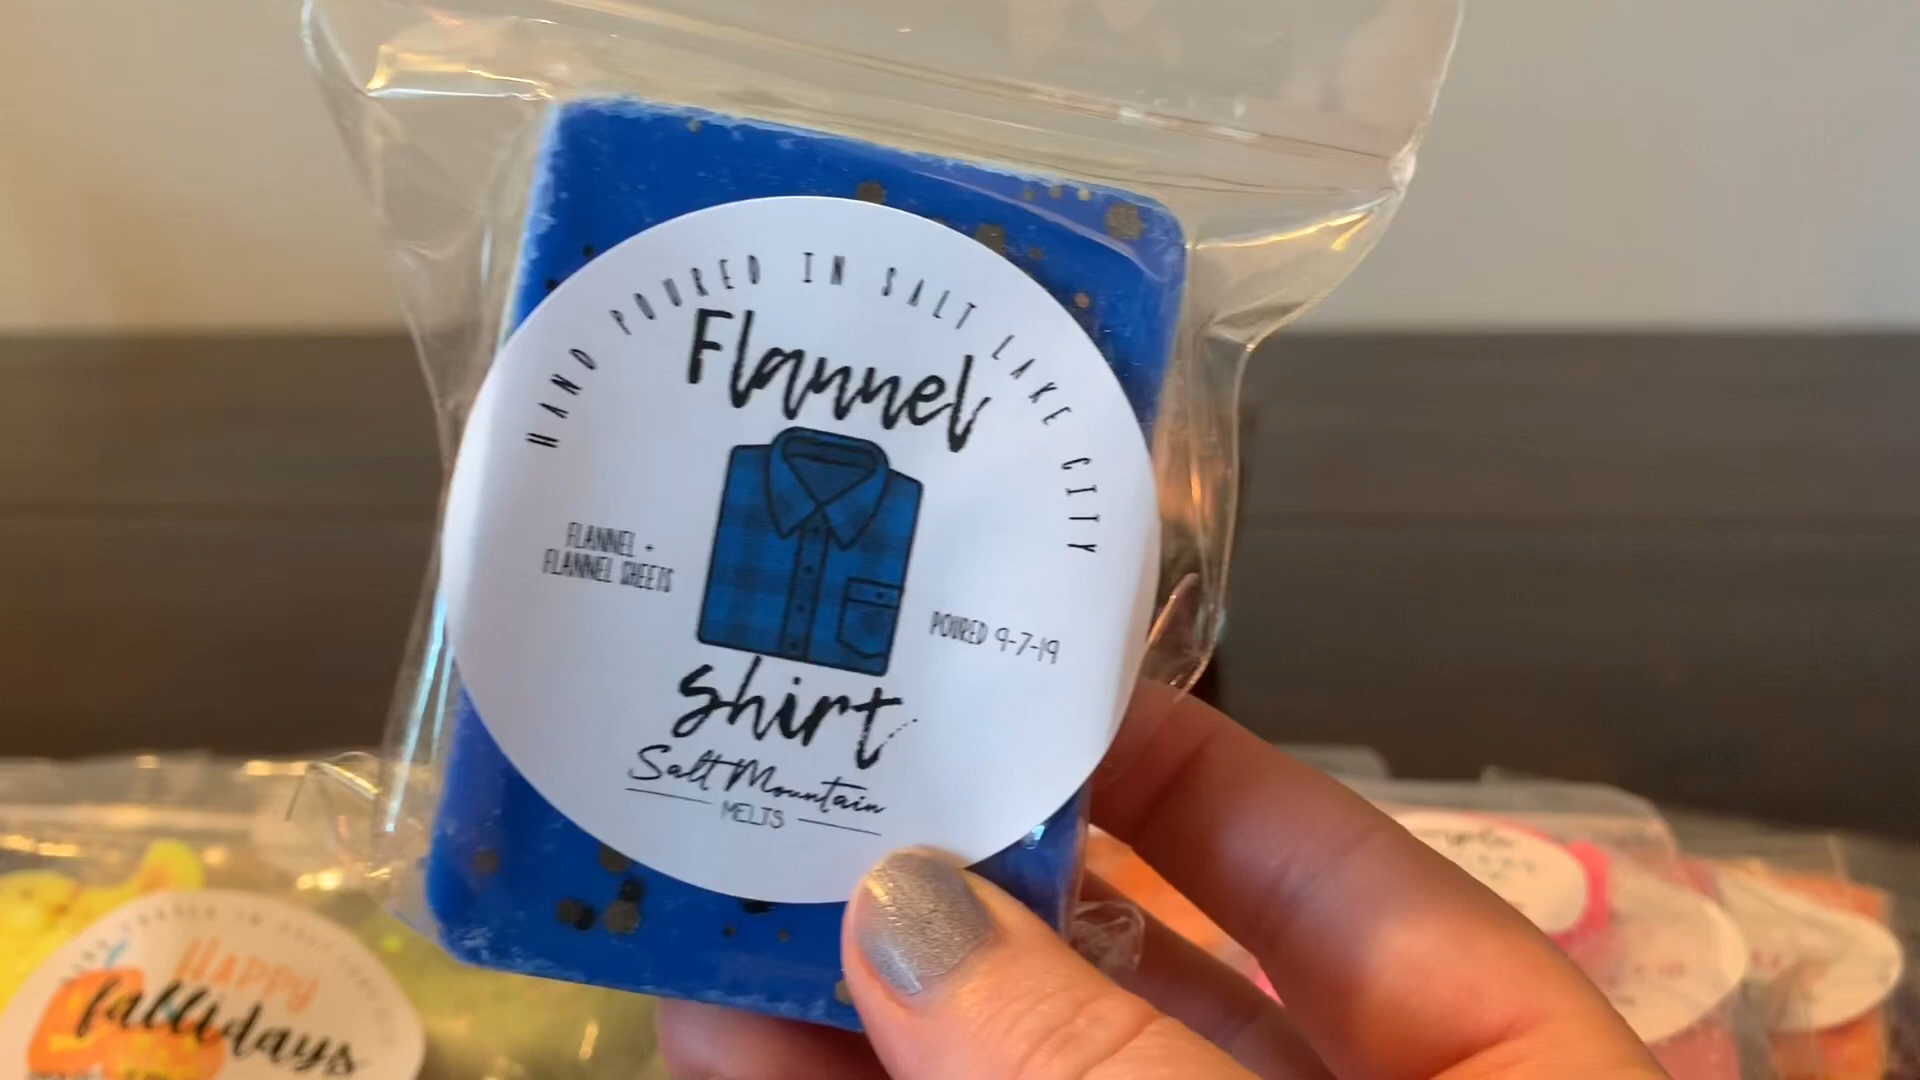 HAND POURED IN SALT LAKE CITY
Flannel
FLANNEL +
FLANNEL SHEETS
POURED 9-7-19
shirt
Salt Mountain
MELTS
HAPPY
fallidays